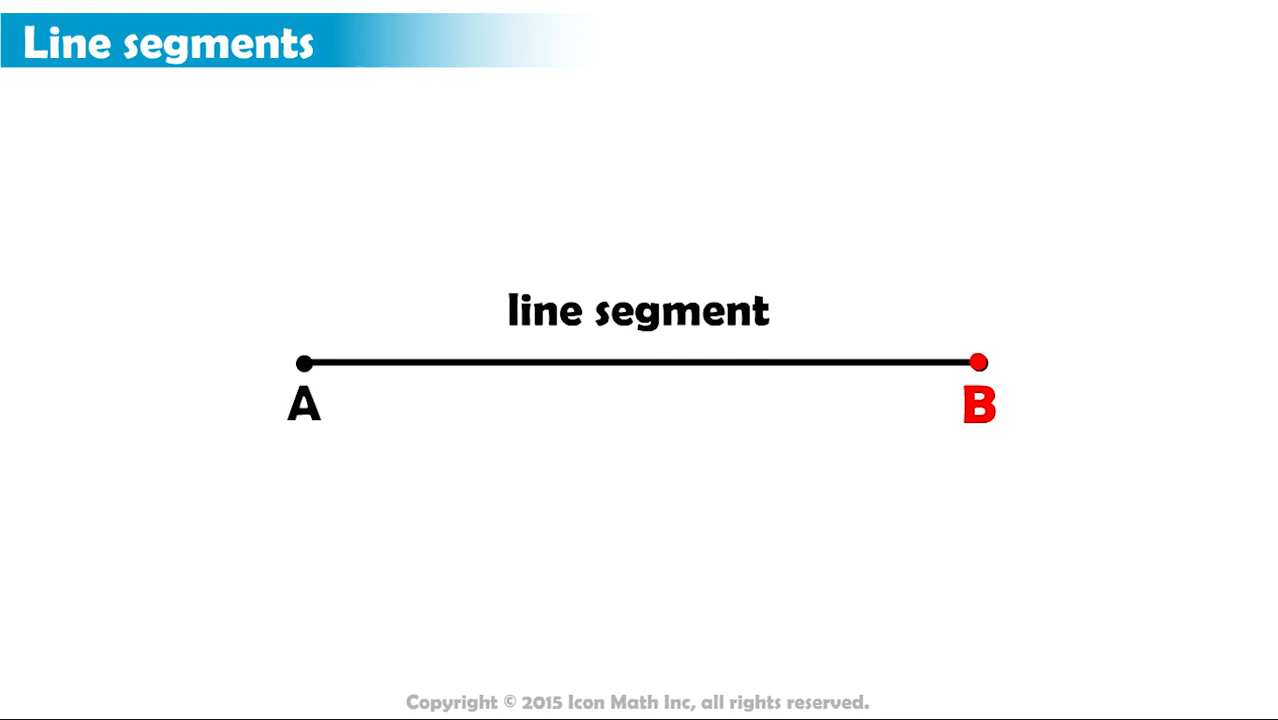 Line segments
line segment
A B
Copyright © 2015 Icon Math Inc, all rights reserved.